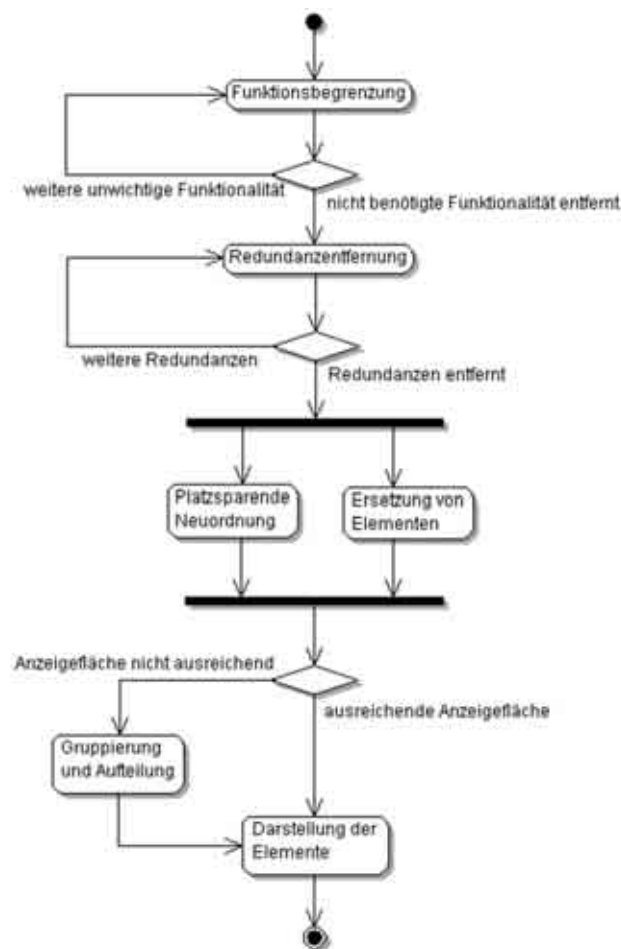 Funktionsbegrenzung
weitere unwichtige Funktionalität
nicht benötigte Funktionalität entfernt
Redundanzentfernung
weitere Redundanzen
Redundanzen entfernt
Platzsparende
Neuordnung
Ersetzung von
Elementen
Anzeigefläche nicht ausreichend
ausreichende Anzeigefläche
Gruppierung
und Aufteilung
Darstellung der
Elemente